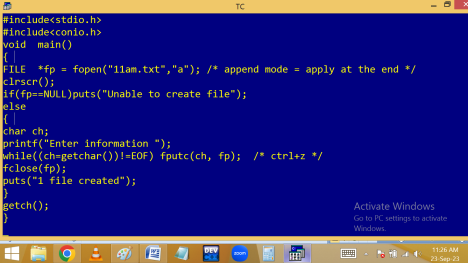 TC
#include<stdio.h>
#include<conio.h>
void  main()
{
FILE  *fp = fopen("11am.txt","a"); /* append mode = apply at the end */
clrscr();
if(fp==NULL)puts("Unable to create file");
else
{
char ch;
printf("Enter information ");
while((ch=getchar())!=EOF) fputc(ch, fp);  /* ctrl+z */
fclose(fp);
puts("1 file created");
}
getch();
}
Activate Windows
Go to PC settings to activate
Windows.
DEV
zoom
11:26 AM
23-Sep-23